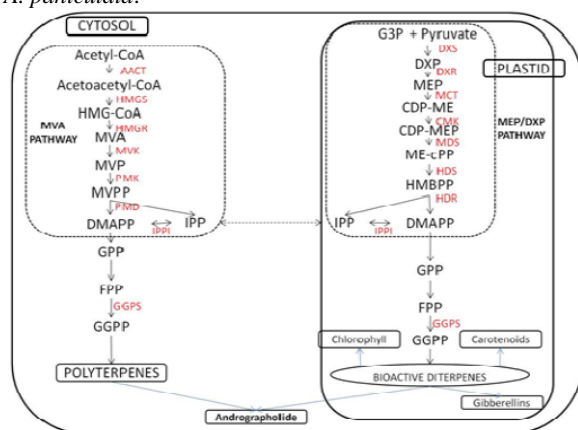 A. paniculata.
CYTOSOL
Acetyl-CoA
AACT
Acetoacetyl-CoA
HMGS
HMG-CoA
HMGR
MVA
PATHWAY
MVA
MVK
MVP
PMK
MVPP
PMD
DMAPP
IPPI
IPP
GPP
FPP
GGPS
GGPP
POLYTERPENES
G3P + Pyruvate
DXS
DXP
DXR
PLASTID
MEP
MCT
CDP-ME
CMK
CDP-MEP
MDS
MEP/DXP
PATHWAY
ME-cPP
HDS
HMBPP
HDR
IPP
IPPI
DMAPP
GPP
FPP
GGPS
Chlorophyll
GGPP
Carotenoids
BIOACTIVE DITERPENES
Gibberellins
Andrographolide